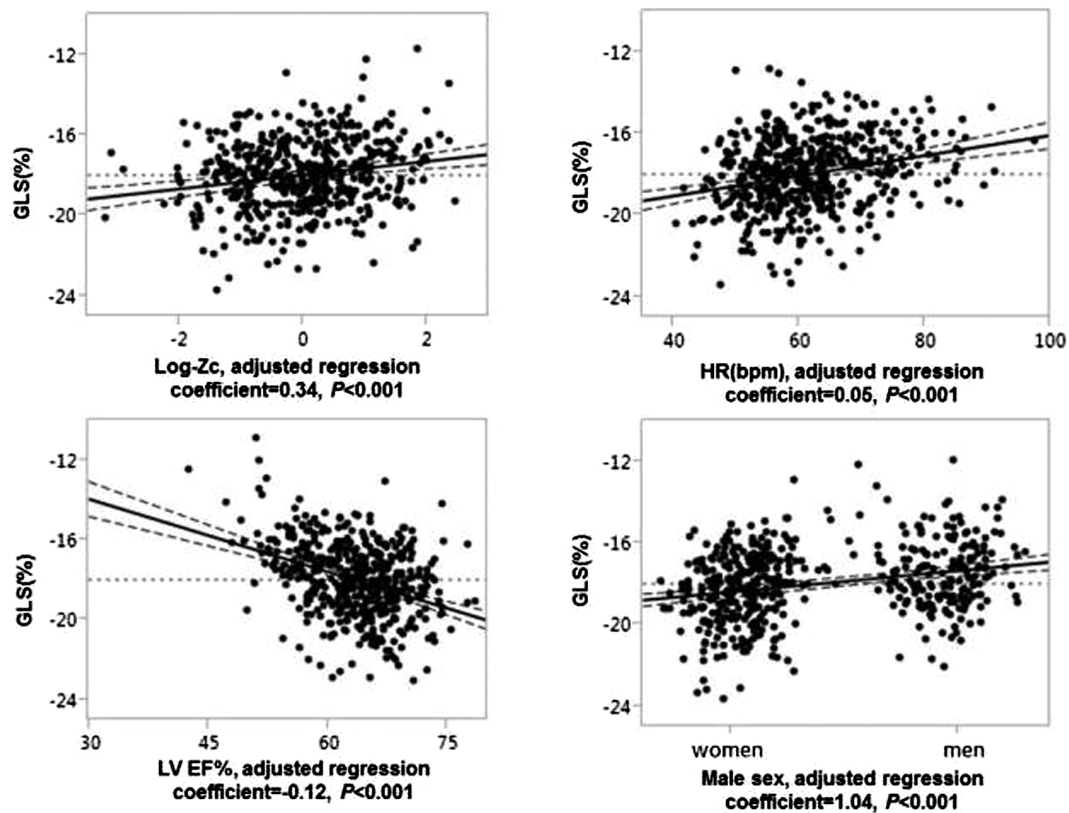 GLS(%)
-12
-16
-20
-24
-2
0
2
Log-Zc, adjusted regression
coefficient=0.34, P<0.001
GLS(%)
-12
-16
-20
-24
40
60
80
100
HR(bpm), adjusted regression
coefficient=0.05, P<0.001
GLS(%)
-12
-16
-20
-24
30
45
60
75
LV EF%, adjusted regression
coefficient=-0.12, P<0.001
GLS(%)
-12
-16
-20
-24
women
men
Male sex, adjusted regression
coefficient=1.04, P<0.001